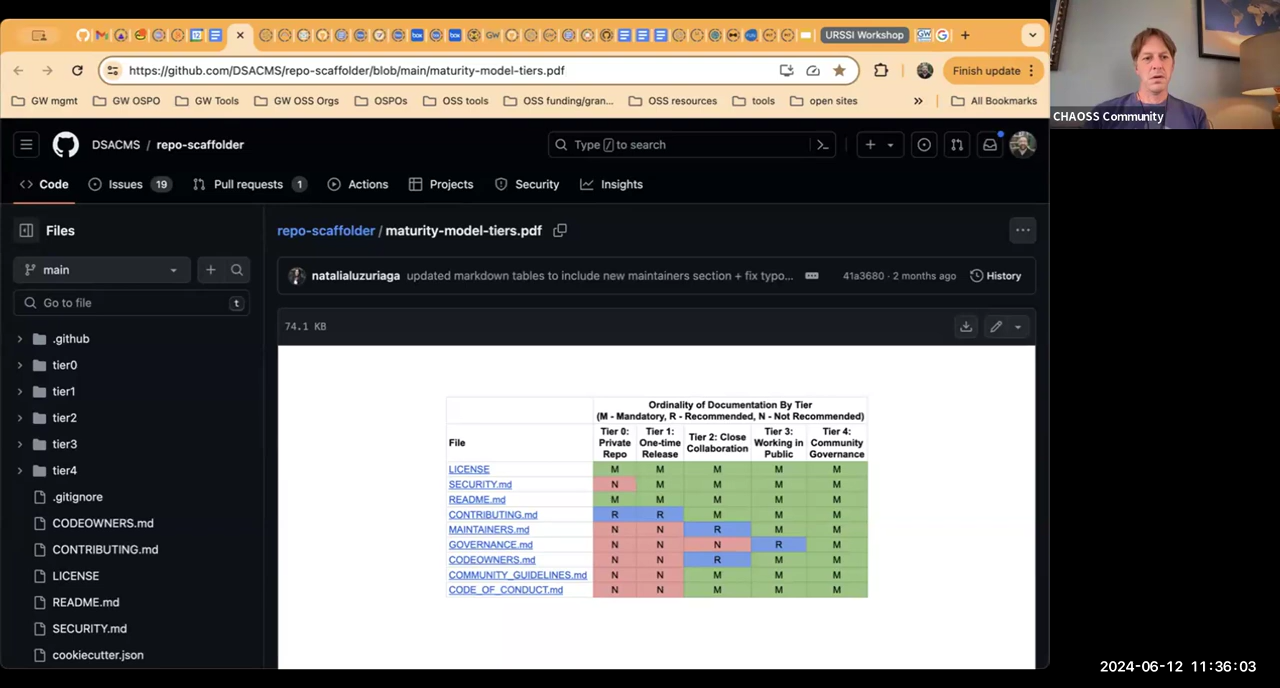 URSSI Workshop
https://github.com/DSACMS/repo-scaffolder/blob/main/maturity-model-tiers.pdf
Finish update
GW mgmt
GW OSPO
GW Tools
GW OSS Orgs
OSPOs
OSS tools
OSS funding/gran...
OSS resources
tools
open sites
»
All Bookmarks
CHAOSS Community
DSACMS / repo-scaffolder
Type / to search
Code
Issues 19
Pull requests 1
Actions
Projects
Security
Insights
Files
main
Go to file
t
.github
tier0
tier1
tier2
tier3
tier4
.gitignore
CODEOWNERS.md
CONTRIBUTING.md
LICENSE
README.md
SECURITY.md
cookiecutter.json
repo-scaffolder / maturity-model-tiers.pdf
natalialuzuriaga updated markdown tables to include new maintainers section + fix typo...
41a3680 · 2 months ago
History
74.1 KB
Ordinality of Documentation By Tier
(M - Mandatory, R - Recommended, N - Not Recommended)
File
Tier 0: Private Repo
Tier 1: One-time Release
Tier 2: Close Collaboration
Tier 3: Working in Public
Tier 4: Community Governance
LICENSE M M M M M
SECURITY.md N M M M M
README.md M M M M M
CONTRIBUTING.md R R M M M
MAINTAINERS.md N N R M M
GOVERNANCE.md N N N R M
CODEOWNERS.md N N R M M
COMMUNITY_GUIDELINES.md N N M M M
CODE_OF_CONDUCT.md N N M M M
2024-06-12 11:36:03